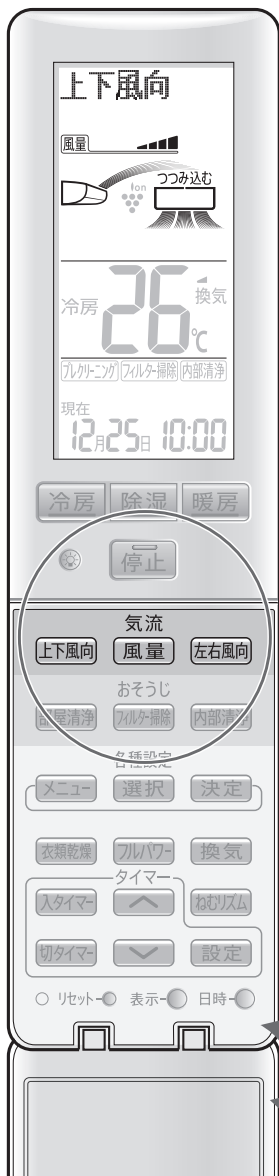 上下風向
風量
ion つつみ込む
冷房 26℃ 換気
プレクリーニング フィルター掃除 内部清浄
現在
12月25日 10:00
冷房 除湿 暖房
停止
気流
上下風向 風量 左右風向
おそうじ
部屋清浄 フィルター掃除 内部清浄
各種設定
メニュー 選択 決定
衣類乾燥 フルパワー 換気
タイマー
入タイマー ねむリズム
切タイマー 設定
リセット 表示 日時